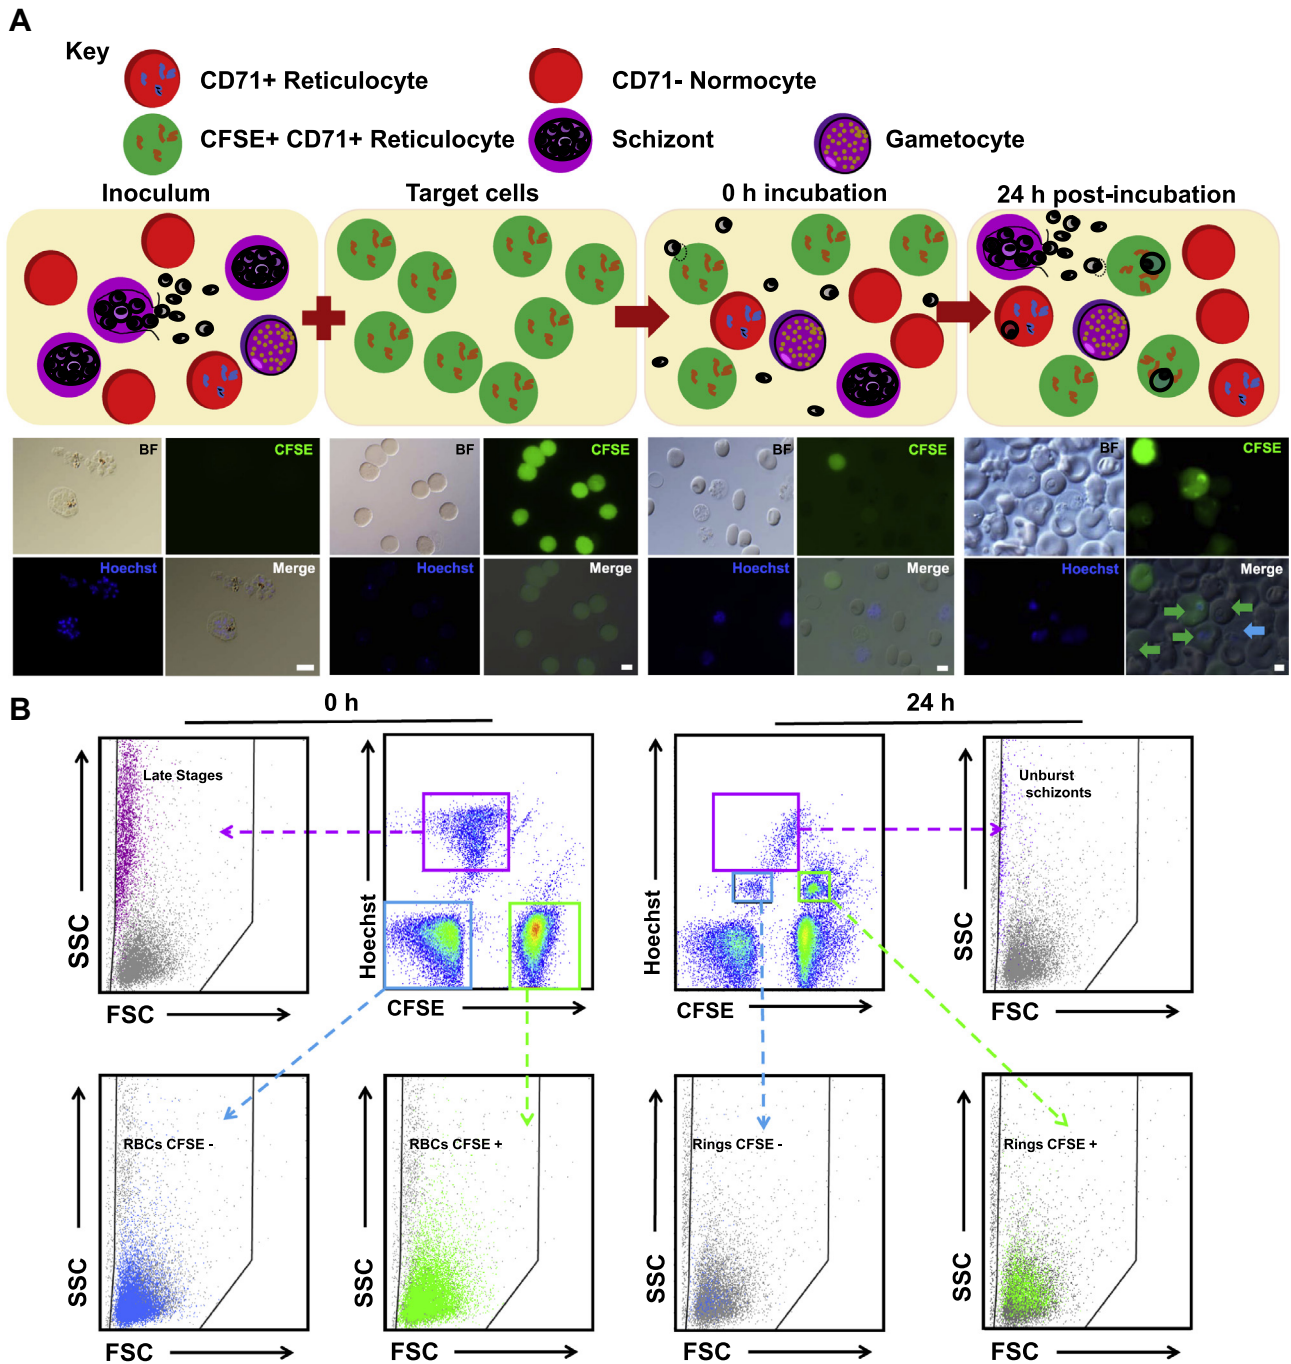 A
Key
CD71+ Reticulocyte
CD71- Normocyte
CFSE+ CD71+ Reticulocyte
Schizont
Gametocyte
Inoculum
Target cells
0 h incubation
24 h post-incubation
BF
CFSE
BF
CFSE
BF
CFSE
BF
CFSE
Hoechst
Merge
Hoechst
Merge
Hoechst
Merge
Hoechst
Merge
B
0 h
24 h
SSC
Late Stages
FSC
Hoechst
CFSE
Hoechst
CFSE
SSC
Unburst
schizonts
FSC
SSC
RBCs CFSE -
FSC
SSC
RBCs CFSE +
FSC
SSC
Rings CFSE -
FSC
SSC
Rings CFSE +
FSC